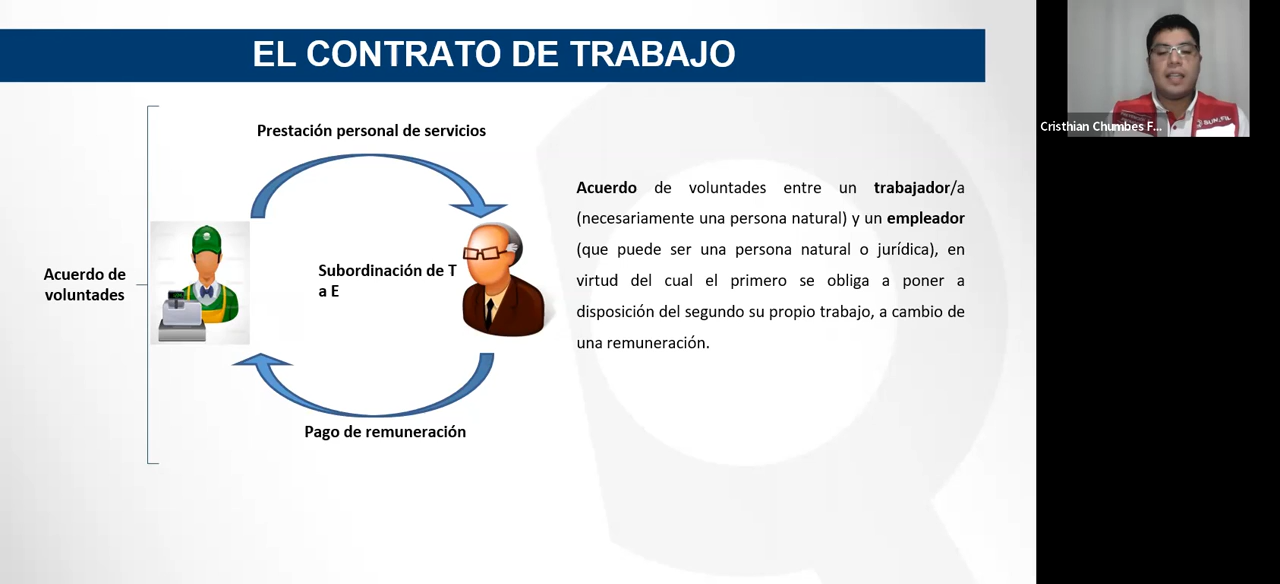 EL CONTRATO DE TRABAJO
Prestación personal de servicios
Acuerdo de
voluntades
Subordinación de T
a E
Pago de remuneración
Acuerdo de voluntades entre un trabajador/a
(necesariamente una persona natural) y un empleador
(que puede ser una persona natural o jurídica), en
virtud del cual el primero se obliga a poner a
disposición del segundo su propio trabajo, a cambio de
una remuneración.
Cristhian Chumbes F...